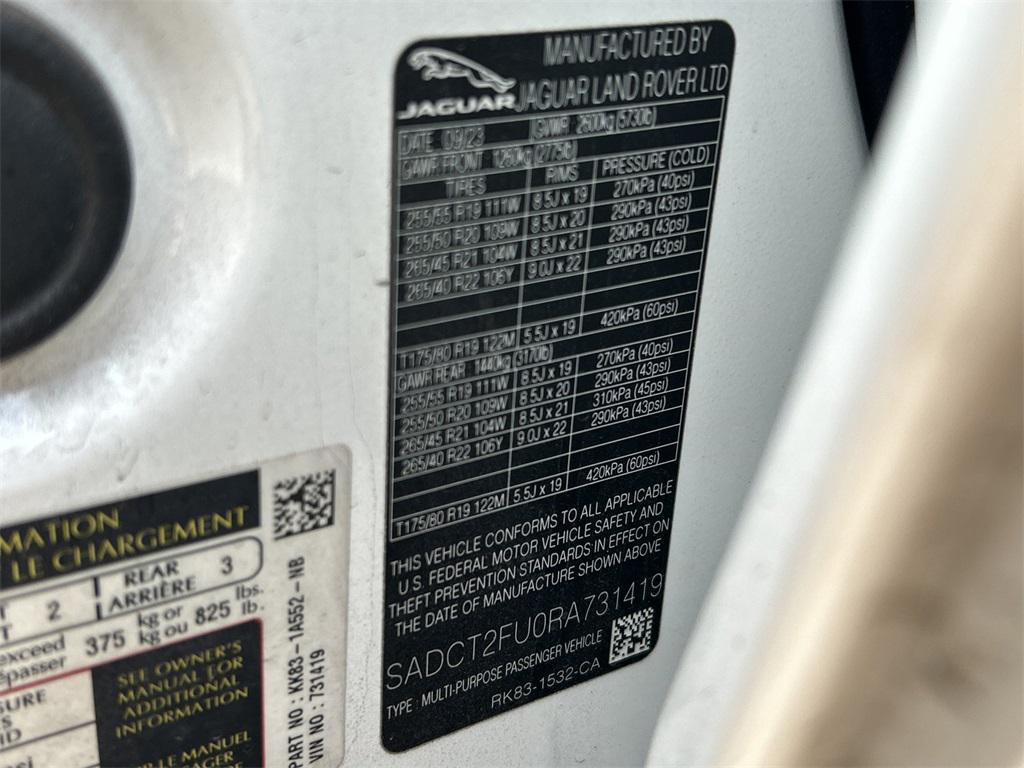 JAGUAR
MANUFACTURED BY
JAGUAR LAND ROVER LTD
DATE 09/23 GVWR 2600kg (5730lb)
GAWR FRONT 1260kg (2775lb)
TIRES RIMS PRESSURE (COLD)
255/55 R19 111W 8.5J x 19 270kPa (40psi)
255/50 R20 109W 8.5J x 20 290kPa (43psi)
265/45 R21 104W 8.5J x 21 290kPa (43psi)
265/40 R22 106Y 9.0J x 22 290kPa (43psi)
T175/80 R19 122M 5.5J x 19 420kPa (60psi)
GAWR REAR 1440kg (3170lb)
255/55 R19 111W 8.5J x 19 270kPa (40psi)
255/50 R20 109W 8.5J x 20 290kPa (43psi)
265/45 R21 104W 8.5J x 21 310kPa (45psi)
265/40 R22 106Y 9.0J x 22 290kPa (43psi)
T175/80 R19 122M 5.5J x 19 420kPa (60psi)
THIS VEHICLE CONFORMS TO ALL APPLICABLE
U.S. FEDERAL MOTOR VEHICLE SAFETY AND
THEFT PREVENTION STANDARDS IN EFFECT ON
THE DATE OF MANUFACTURE SHOWN ABOVE
SADCT2FU0RA731419
TYPE : MULTI-PURPOSE PASSENGER VEHICLE
RK83-1532-CA
MATION
LE CHARGEMENT
2 REAR 3
ARRIÈRE
exceed 375 kg or 825 lbs.
passer kg ou lb.
SEE OWNER'S
MANUAL FOR
ADDITIONAL
INFORMATION
LE MANUEL
PART NO : KK83-1A552-NB
VIN NO : 731419